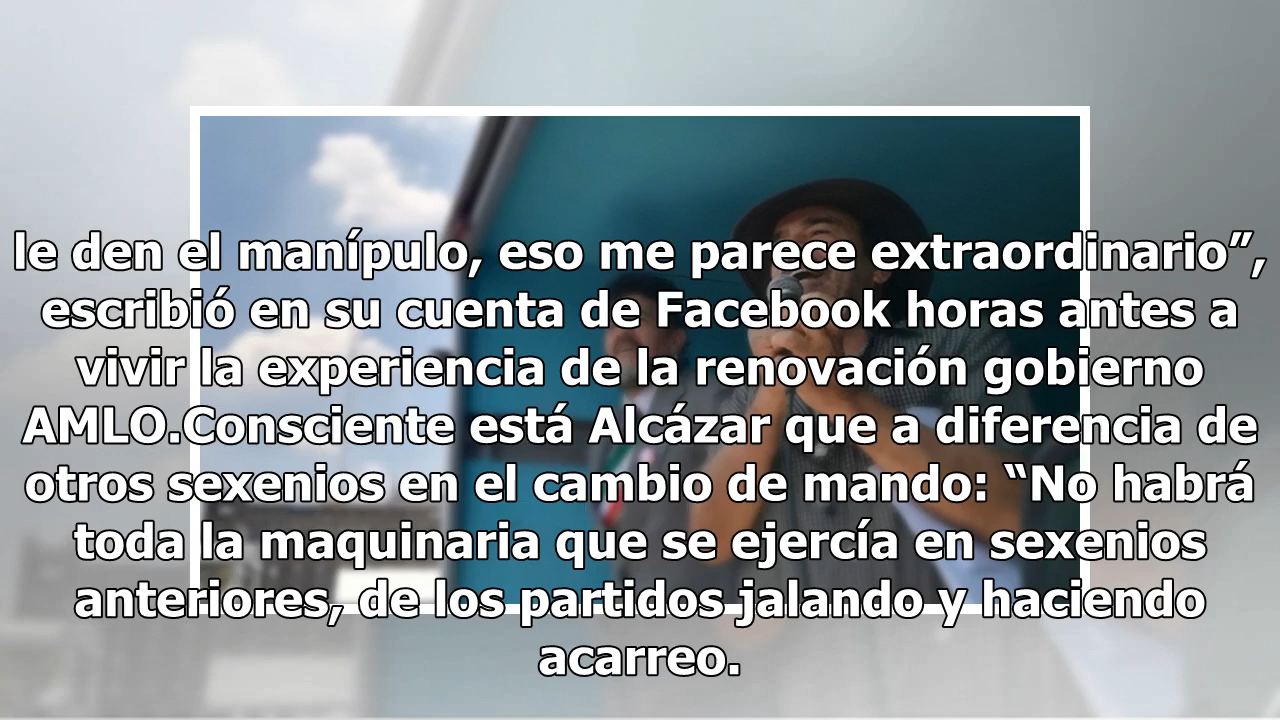 le den el manípulo, eso me parece extraordinario”,
escribió en su cuenta de Facebook horas antes a
vivir la experiencia de la renovación gobierno
AMLO.Consciente está Alcázar que a diferencia de
otros sexenios en el cambio de mando: “No habrá
toda la maquinaria que se ejercía en sexenios
anteriores, de los partidos jalando y haciendo
acarreo.